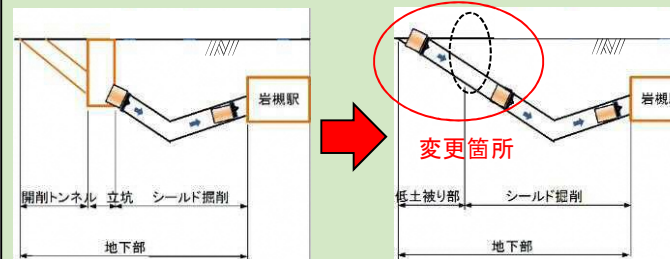 岩槻駅
開削トンネル
立坑
シールド掘削
地下部
岩槻
変更箇所
低土被り部
シールド掘削
地下部